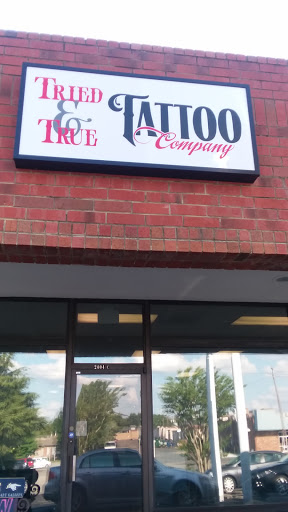 TRIED
&
TRUE
TATTOO
Company
2004 C